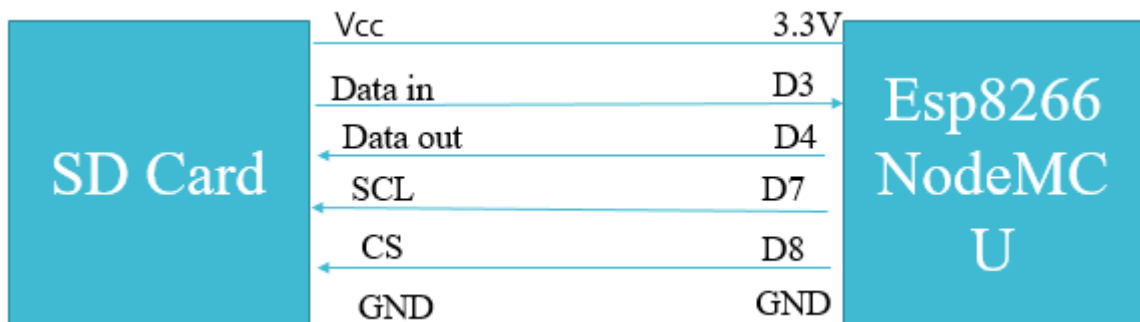 Vcc 3.3V
Data in D3
Data out D4
SCL D7
CS D8
GND GND
SD Card
Esp8266
NodeMC
U